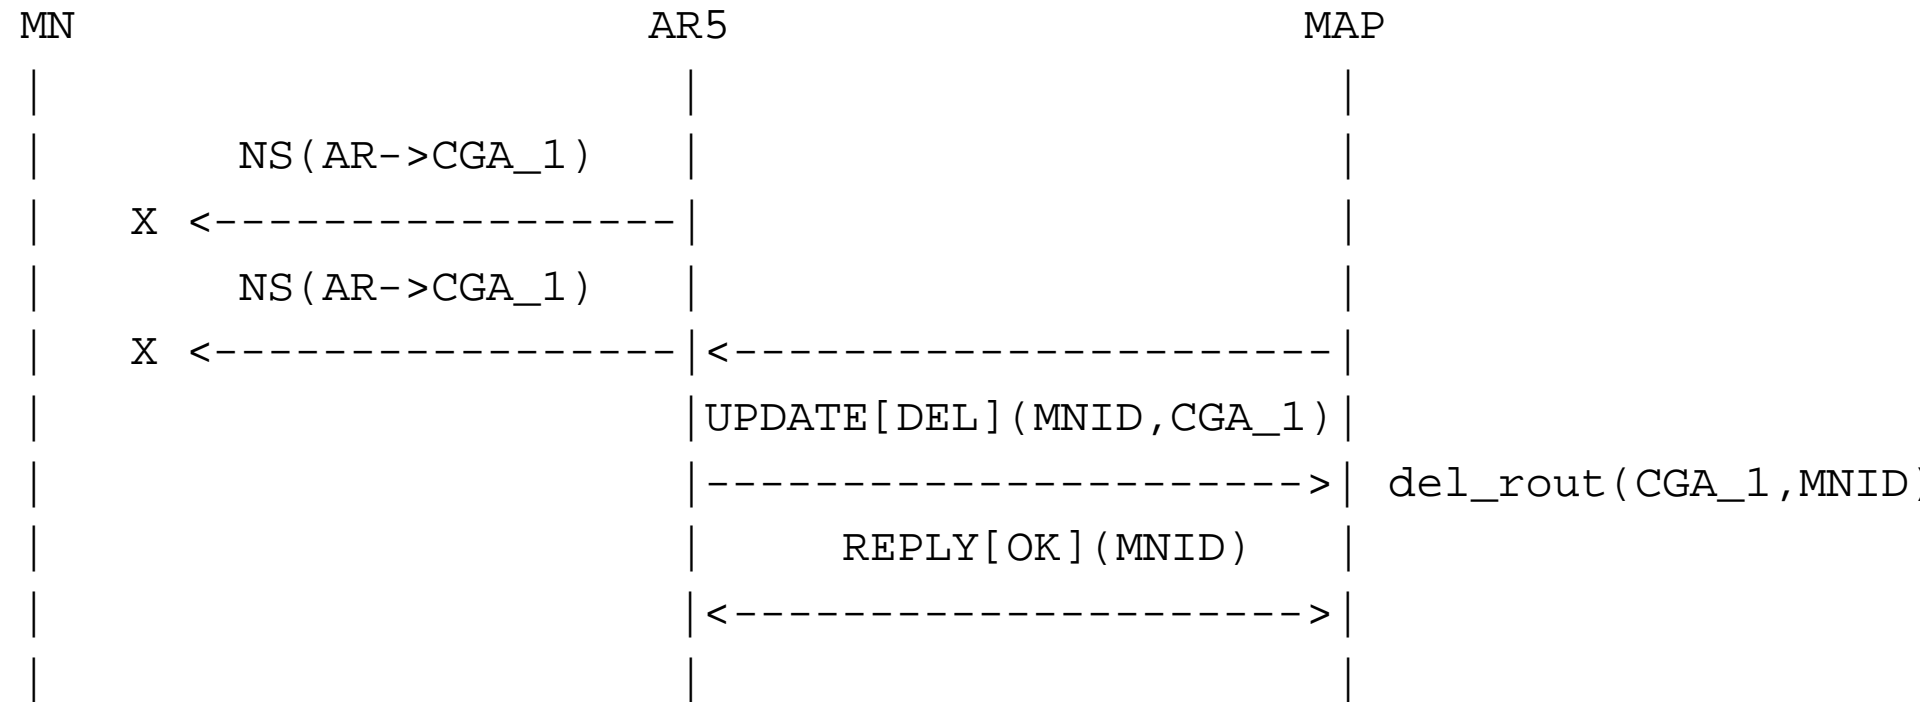 MN AR5 MAP
NS(AR->CGA_1)
X
NS(AR->CGA_1)
X
UPDATE[DEL](MNID,CGA_1)
del_rout(CGA_1,MNID)
REPLY[OK](MNID)